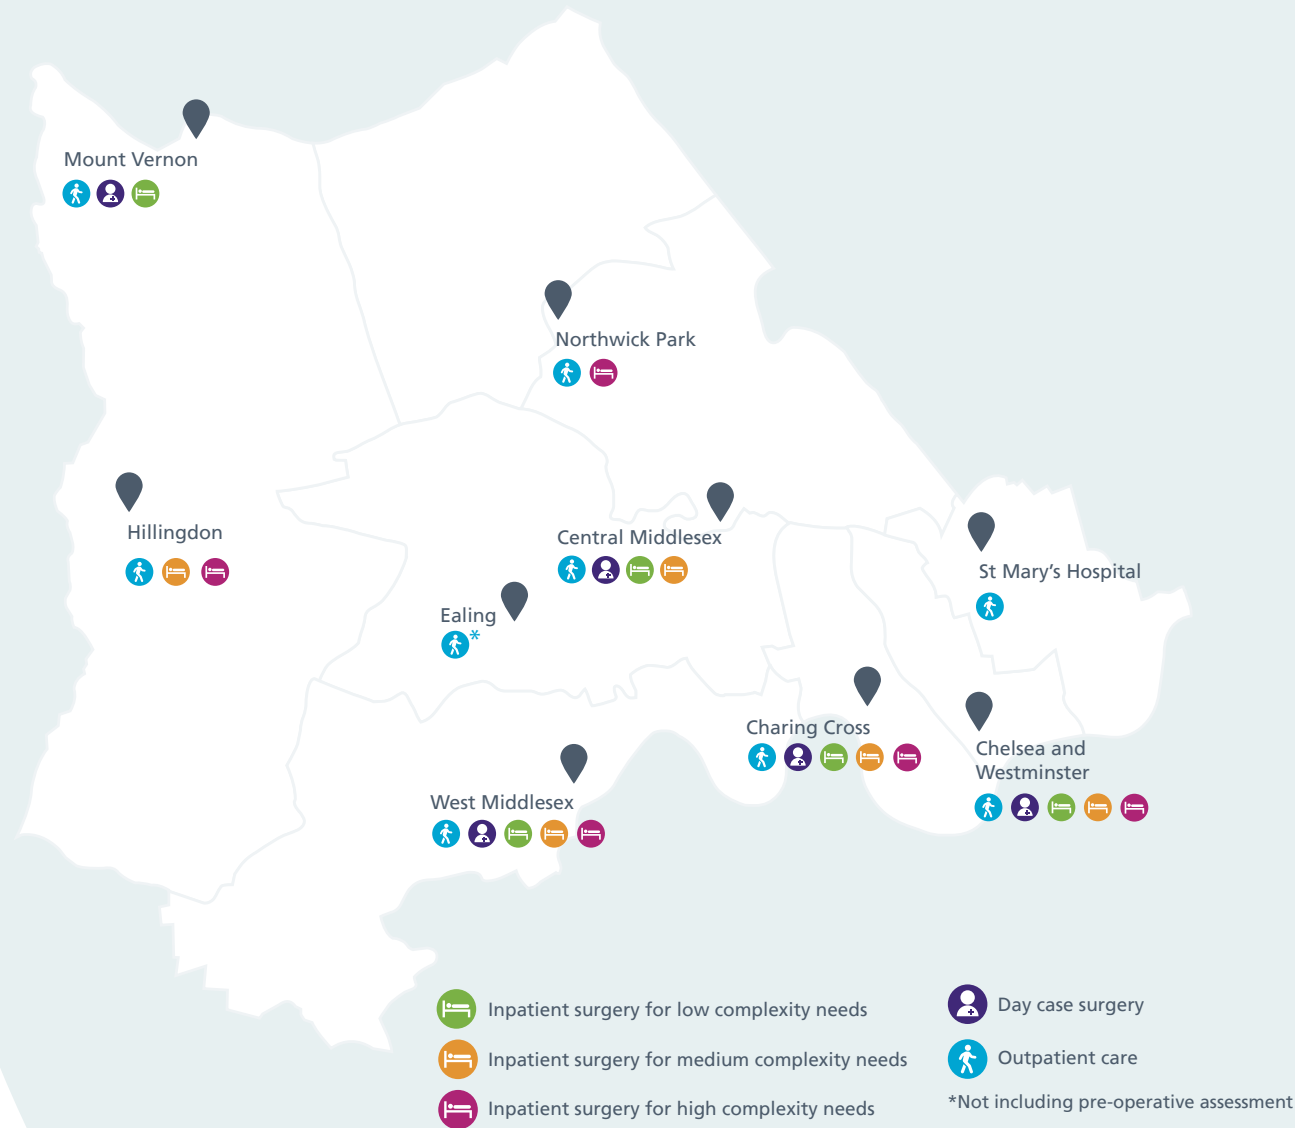 Mount Vernon
Northwick Park
Hillingdon
Central Middlesex
St Mary’s Hospital
Ealing
*
Charing Cross
Chelsea and
Westminster
West Middlesex
Inpatient surgery for low complexity needs
Inpatient surgery for medium complexity needs
Inpatient surgery for high complexity needs
Day case surgery
Outpatient care
*Not including pre-operative assessment